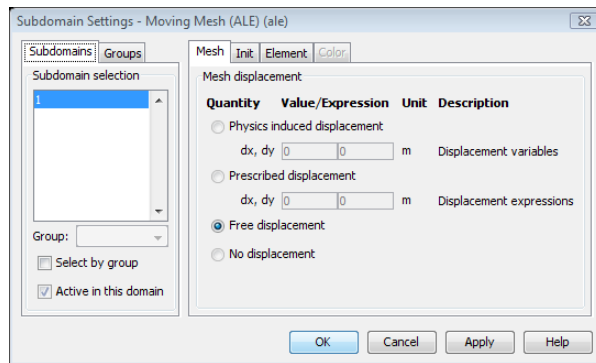 Subdomain Settings - Moving Mesh (ALE) (ale)
Subdomains Groups
Mesh Init Element Color
Subdomain selection
1
Group:
Select by group
Active in this domain
Mesh displacement
Quantity Value/Expression Unit Description
Physics induced displacement
dx, dy 0 0 m Displacement variables
Prescribed displacement
dx, dy 0 0 m Displacement expressions
Free displacement
No displacement
OK Cancel Apply Help